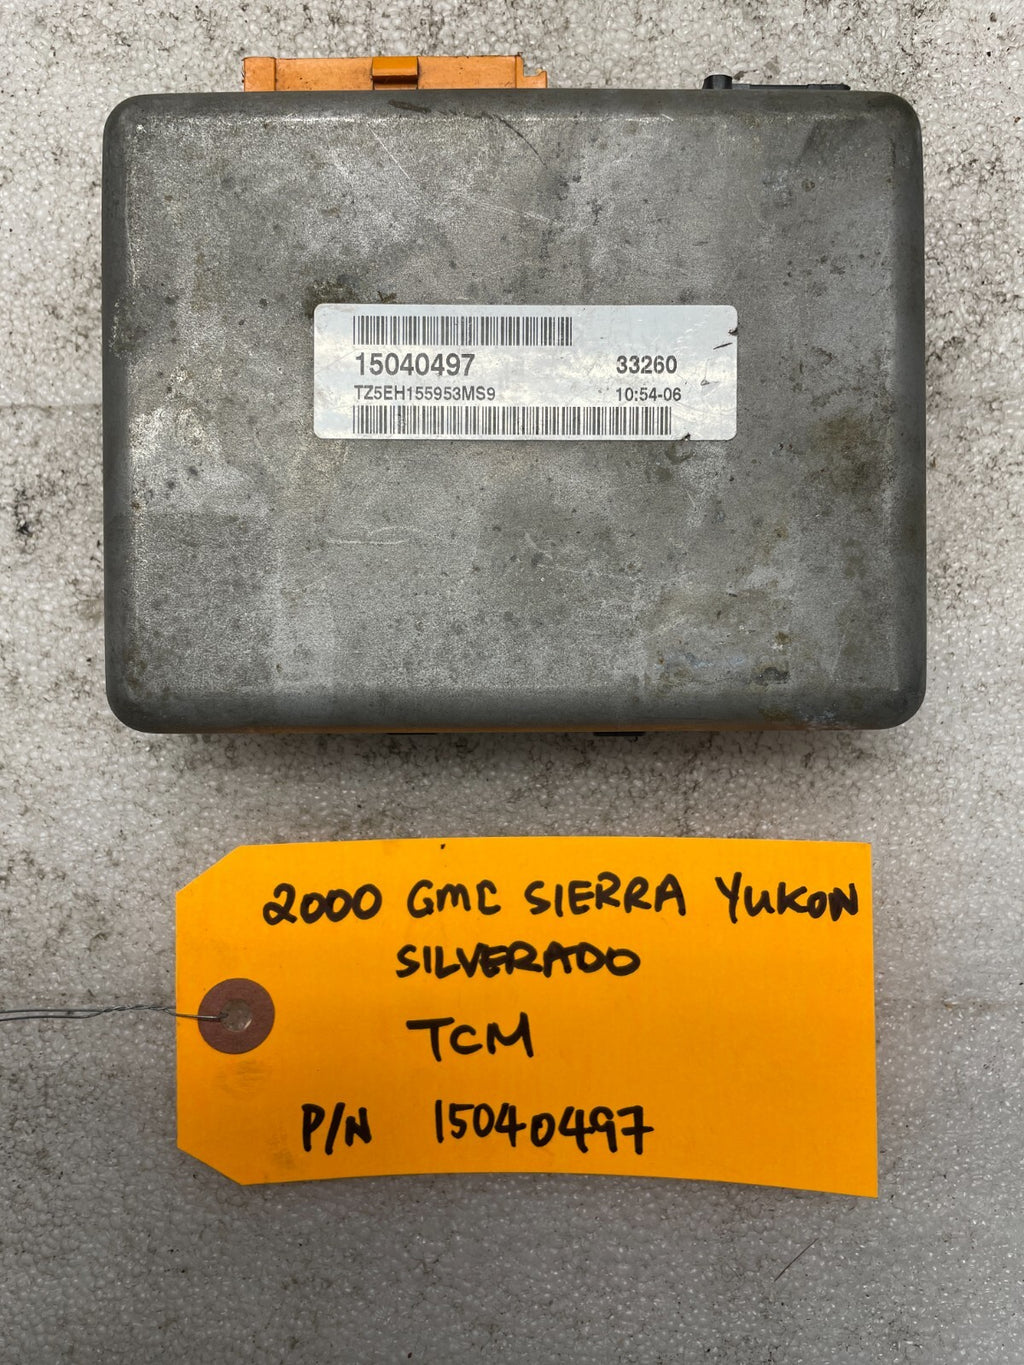 15040497 33260
TZ5EH155953MS9 10:54-06
2000 GMC SIERRA YUKON
SILVERADO
TCM
P/N 15040497